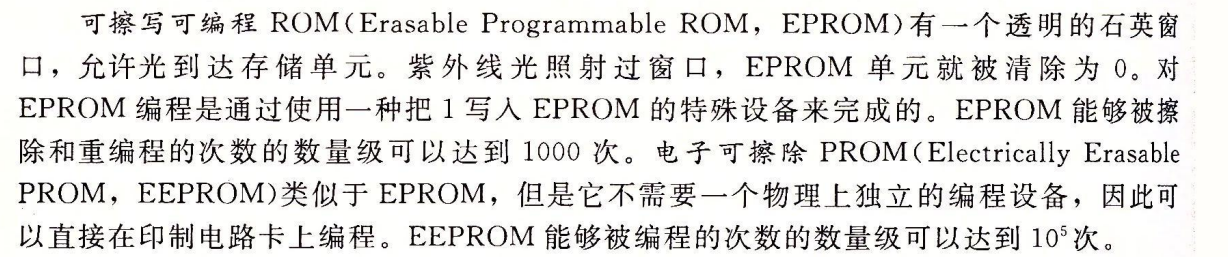 可擦写可编程 ROM(Erasable Programmable ROM，EPROM)有一个透明的石英窗
口，允许光到达存储单元。紫外线光照射过窗口，EPROM 单元就被清除为 0。对
EPROM 编程是通过使用一种把 1 写入 EPROM 的特殊设备来完成的。EPROM 能够被擦
除和重编程的次数的数量级可以达到 1000 次。电子可擦除 PROM(Electrically Erasable
PROM，EEPROM)类似于 EPROM，但是它不需要一个物理上独立的编程设备，因此可
以直接在印制电路卡上编程。EEPROM 能够被编程的次数的数量级可以达到 10⁵次。